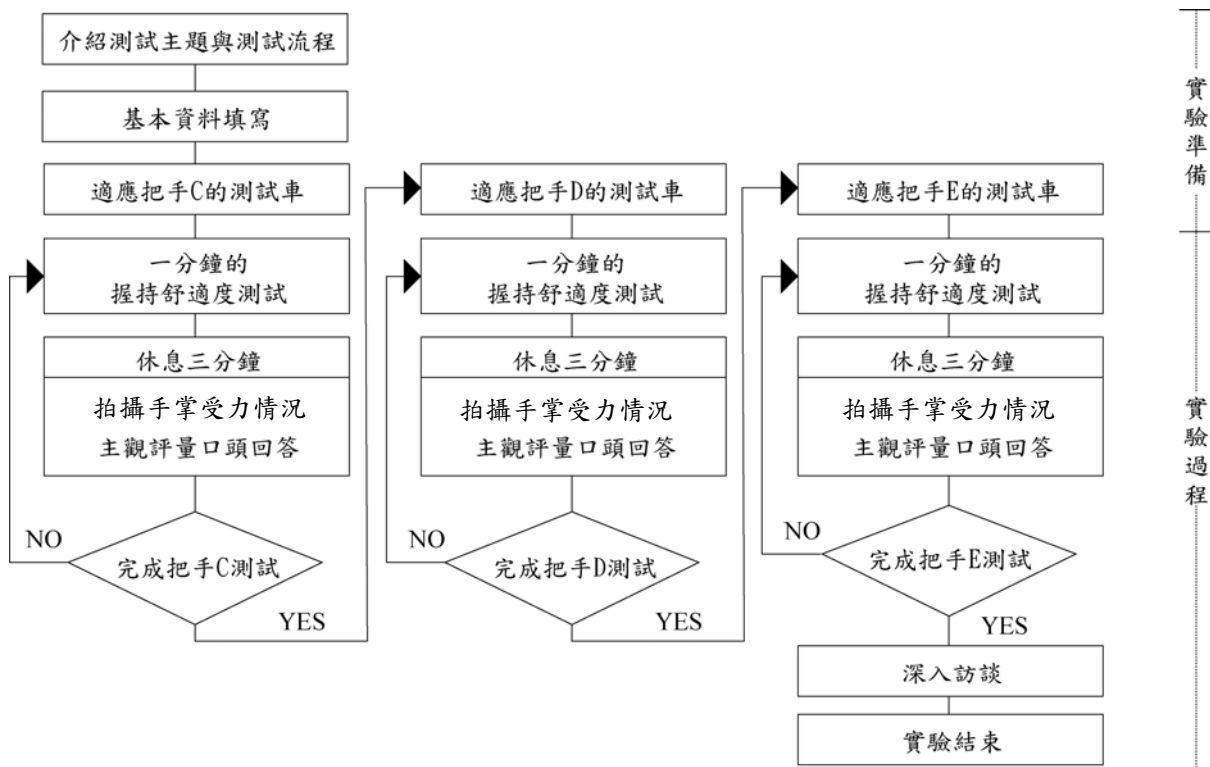 介紹測試主題與測試流程
基本資料填寫
適應把手C的測試車
一分鐘的
握持舒適度測試
休息三分鐘
拍攝手掌受力情況
主觀評量口頭回答
NO
完成把手C測試
YES
適應把手D的測試車
一分鐘的
握持舒適度測試
休息三分鐘
拍攝手掌受力情況
主觀評量口頭回答
NO
完成把手D測試
YES
適應把手E的測試車
一分鐘的
握持舒適度測試
休息三分鐘
拍攝手掌受力情況
主觀評量口頭回答
NO
完成把手E測試
YES
深入訪談
實驗結束
實驗準備
實驗過程